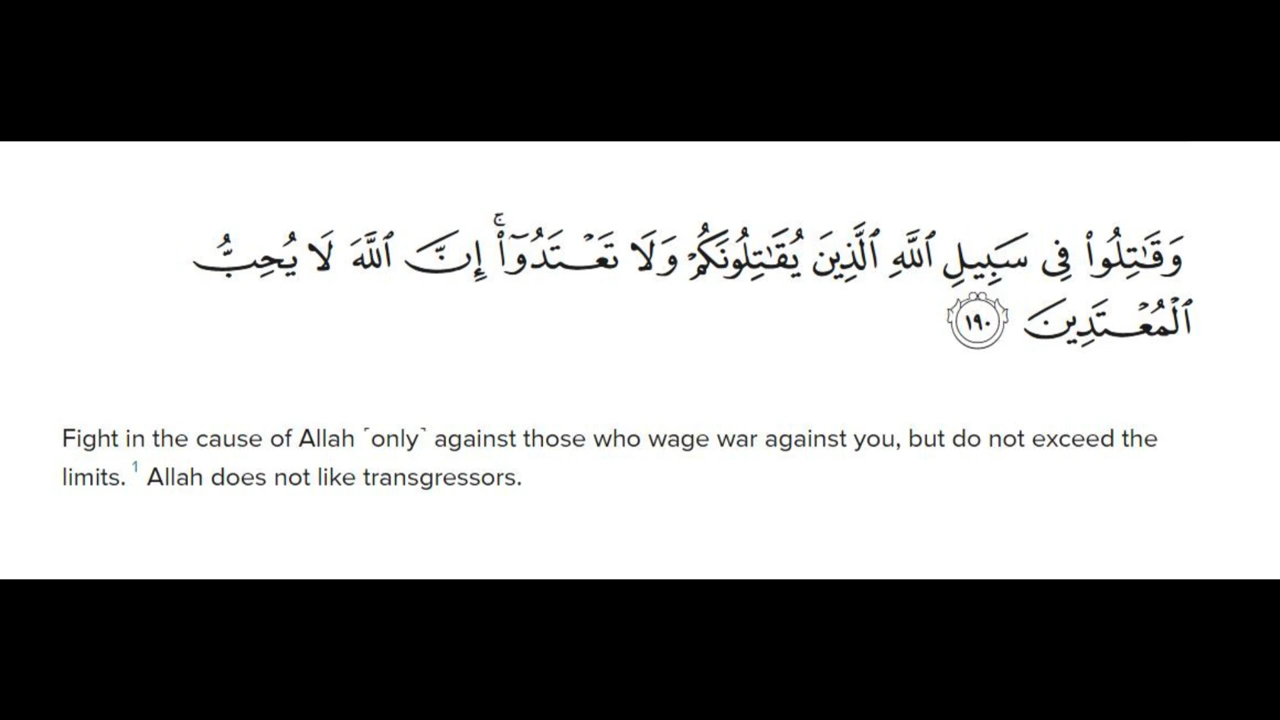 وَقَـٰتِلُوا۟ فِى سَبِيلِ ٱللَّهِ ٱلَّذِينَ يُقَـٰتِلُونَكُمْ وَلَا تَعْتَدُوٓا۟ ۚ إِنَّ ٱللَّهَ لَا يُحِبُّ
ٱلْمُعْتَدِينَ ١٩٠
Fight in the cause of Allah ˹only˺ against those who wage war against you, but do not exceed the
limits. 1 Allah does not like transgressors.